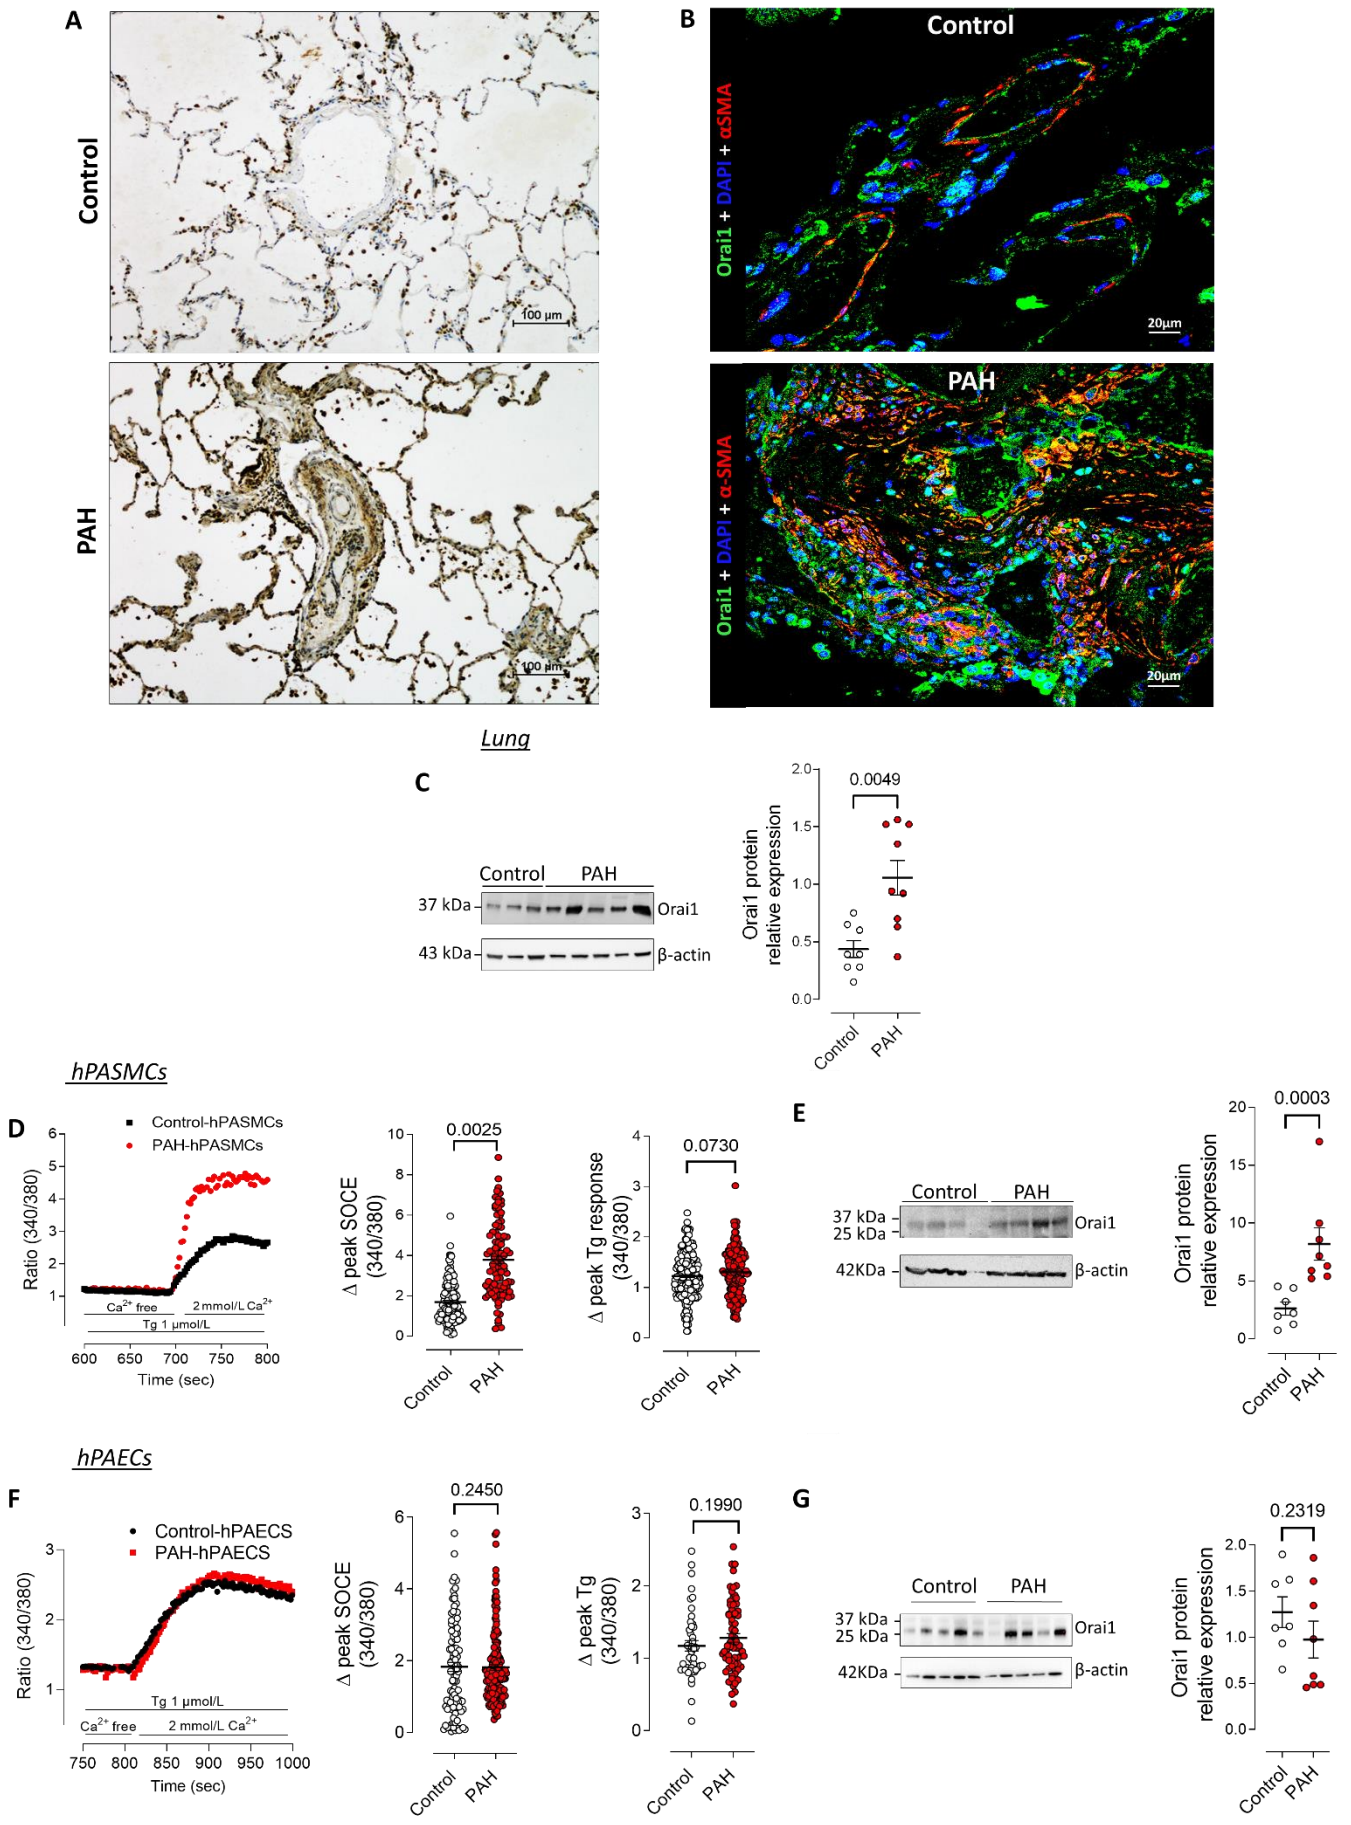 A
Control
100 µm
PAH
100 µm
B
Control
Orai1 + DAPI + αSMA
20µm
PAH
Orai1 + DAPI + α-SMA
20µm
Lung
C
Control PAH
37 kDa
Orai1
43 kDa
β-actin
Orai1 protein
relative expression
2.0
1.5
1.0
0.5
0.0
0.0049
Control
PAH
hPASMCs
D
Control-hPASMCs
PAH-hPASMCs
Ratio (340/380)
6
5
4
3
2
1
Ca2+ free
2 mmol/L Ca2+
Tg 1 µmol/L
600 650 700 750 800
Time (sec)
Δ peak SOCE
(340/380)
10
8
6
4
2
0
0.0025
Control
PAH
Δ peak Tg response
(340/380)
4
3
2
1
0
0.0730
Control
PAH
E
Control PAH
37 kDa
25 kDa
Orai1
42KDa
β-actin
Orai1 protein
relative expression
20
15
10
5
0
0.0003
Control
PAH
hPAECs
F
Control-hPAECS
PAH-hPAECS
Ratio (340/380)
3
2
1
Tg 1 µmol/L
Ca2+ free
2 mmol/L Ca2+
750 800 850 900 950 1000
Time (sec)
Δ peak SOCE
(340/380)
6
4
2
0
0.2450
Control
PAH
Δ peak Tg
(340/380)
3
2
1
0
0.1990
Control
PAH
G
Control PAH
37 kDa
25 kDa
Orai1
42KDa
β-actin
Orai1 protein
relative expression
2.0
1.5
1.0
0.5
0.0
0.2319
Control
PAH